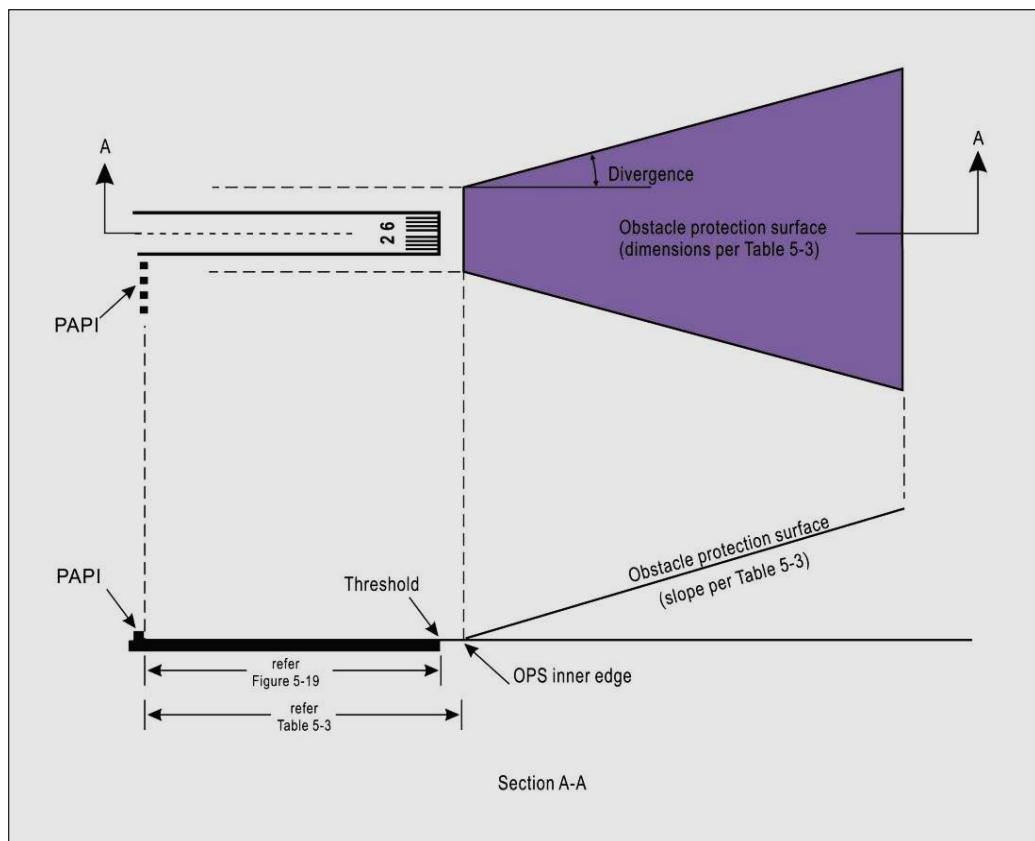 A
A
Divergence
Obstacle protection surface
(dimensions per Table 5-3)
26
PAPI
PAPI
Threshold
Obstacle protection surface
(slope per Table 5-3)
refer
Figure 5-19
OPS inner edge
refer
Table 5-3
Section A-A